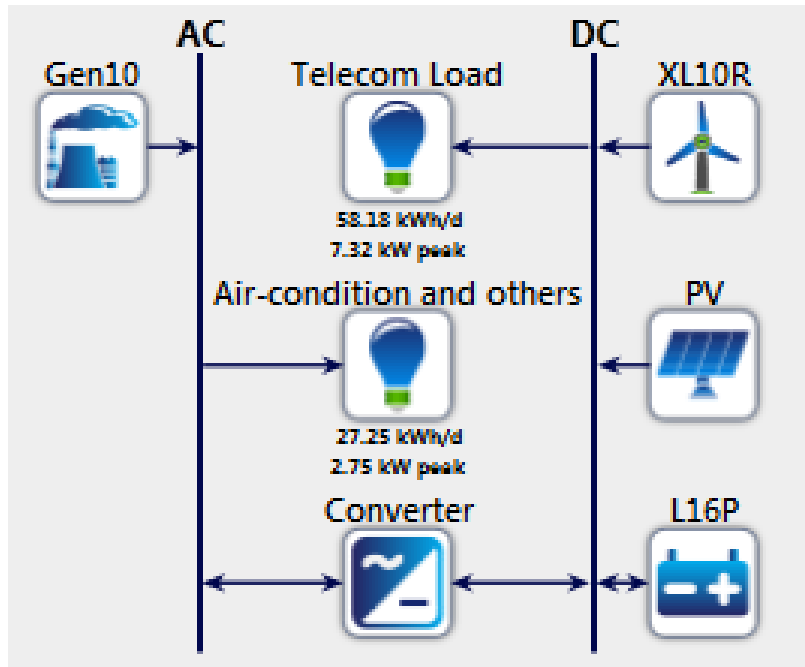 AC
DC
Gen10
Telecom Load
XL10R
58.18 kWh/d
7.32 kW peak
Air-condition and others
PV
27.25 kWh/d
2.75 kW peak
Converter
L16P